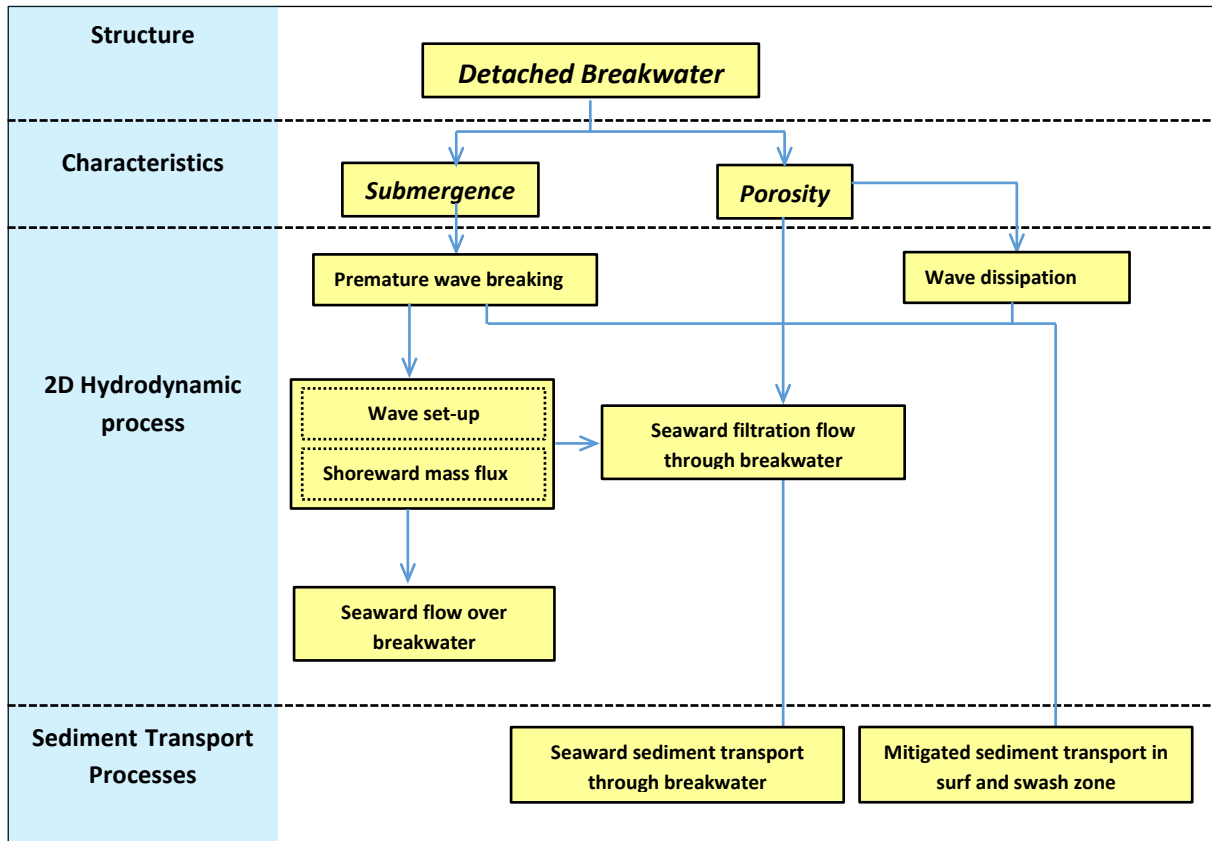 Structure
Detached Breakwater
Characteristics
Submergence
Porosity
Premature wave breaking
Wave dissipation
2D Hydrodynamic
process
Wave set-up
Shoreward mass flux
Seaward filtration flow
through breakwater
Seaward flow over
breakwater
Sediment Transport
Processes
Seaward sediment transport
through breakwater
Mitigated sediment transport in
surf and swash zone